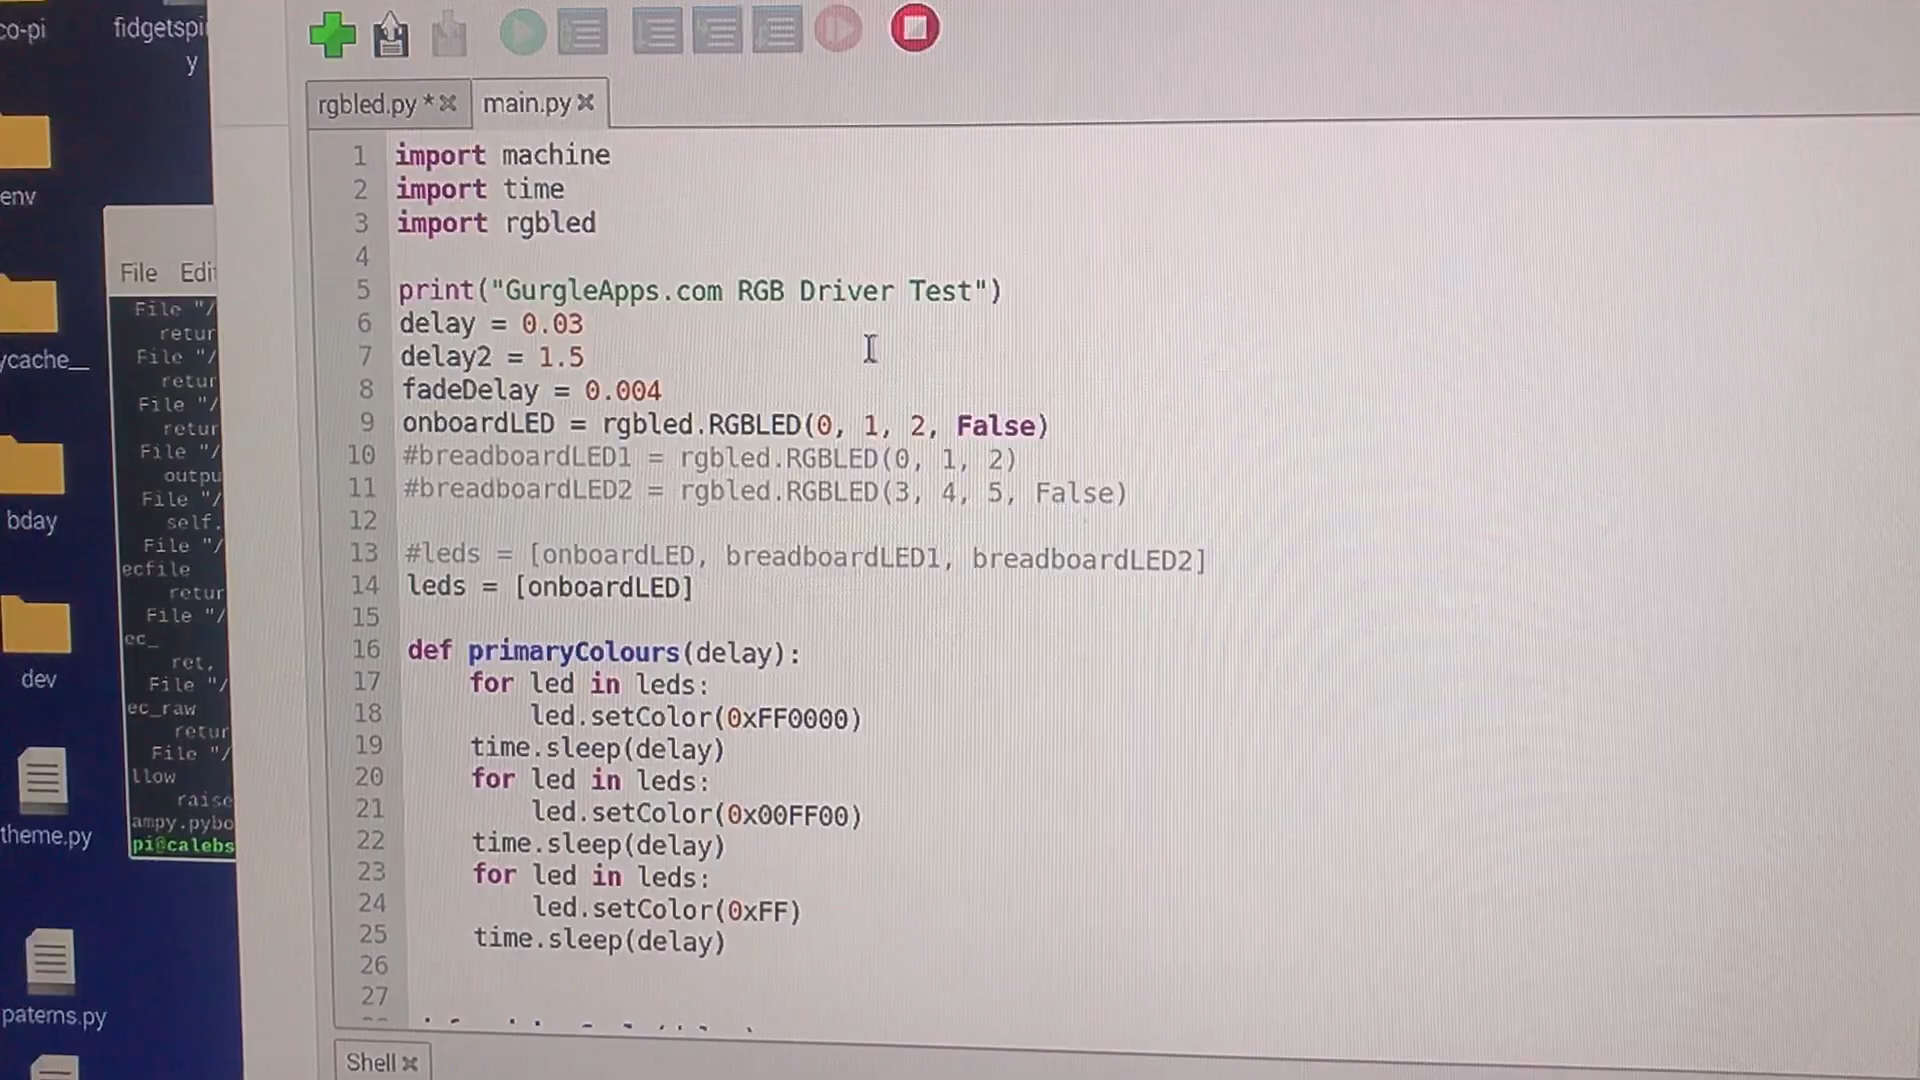 co-pi
fidgetspi
y
env
ycache__
bday
dev
theme.py
patems.py
File Edi
File "/
retur
File "/
retur
File "/
retur
File "/
outpu
File "/
self.
File "/
ecfile
retur
File "/
ec_
ret,
File "/
ec_raw
retur
File "/
llow
raise
ampy.pybo
pi@calebs
rgbled.py *
main.py
1 import machine
2 import time
3 import rgbled
4
5 print("GurgleApps.com RGB Driver Test")
6 delay = 0.03
7 delay2 = 1.5
8 fadeDelay = 0.004
9 onboardLED = rgbled.RGBLED(0, 1, 2, False)
10 #breadboardLED1 = rgbled.RGBLED(0, 1, 2)
11 #breadboardLED2 = rgbled.RGBLED(3, 4, 5, False)
12
13 #leds = [onboardLED, breadboardLED1, breadboardLED2]
14 leds = [onboardLED]
15
16 def primaryColours(delay):
17 for led in leds:
18 led.setColor(0xFF0000)
19 time.sleep(delay)
20 for led in leds:
21 led.setColor(0x00FF00)
22 time.sleep(delay)
23 for led in leds:
24 led.setColor(0xFF)
25 time.sleep(delay)
26
27
Shell